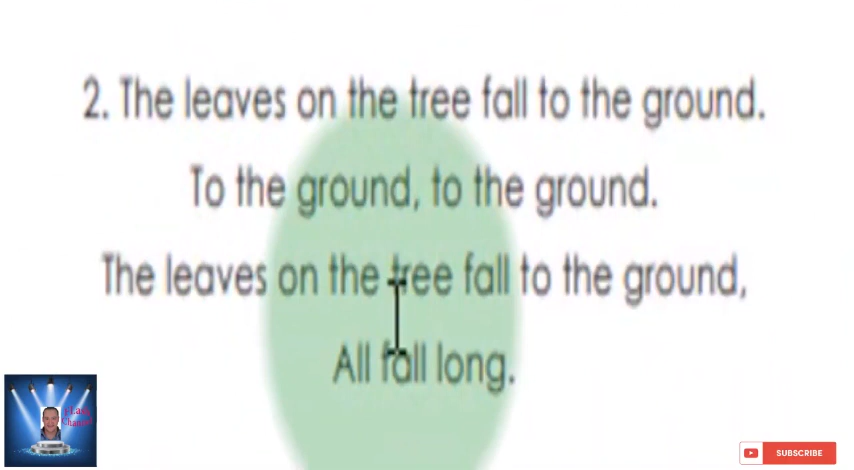 2. The leaves on the tree fall to the ground.
To the ground, to the ground.
The leaves on the tree fall to the ground,
All fall long.
SUBSCRIBE